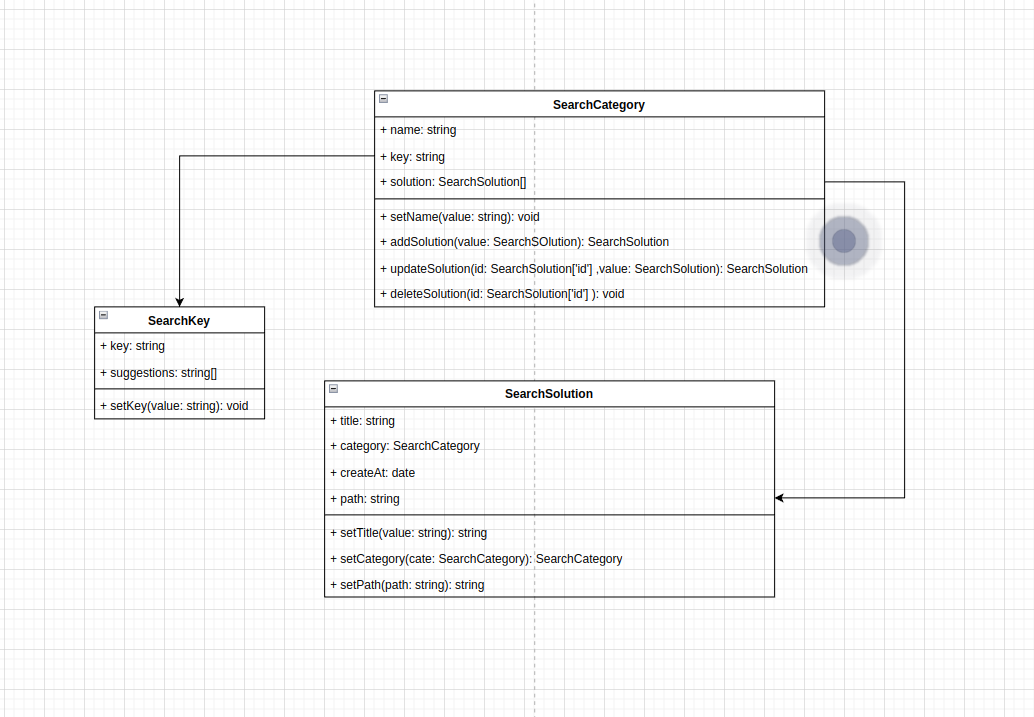 SearchCategory
+ name: string
+ key: string
+ solution: SearchSolution[]
+ setName(value: string): void
+ addSolution(value: SearchSOlution): SearchSolution
+ updateSolution(id: SearchSolution['id'] ,value: SearchSolution): SearchSolution
+ deleteSolution(id: SearchSolution['id'] ): void
SearchKey
+ key: string
+ suggestions: string[]
+ setKey(value: string): void
SearchSolution
+ title: string
+ category: SearchCategory
+ createAt: date
+ path: string
+ setTitle(value: string): string
+ setCategory(cate: SearchCategory): SearchCategory
+ setPath(path: string): string